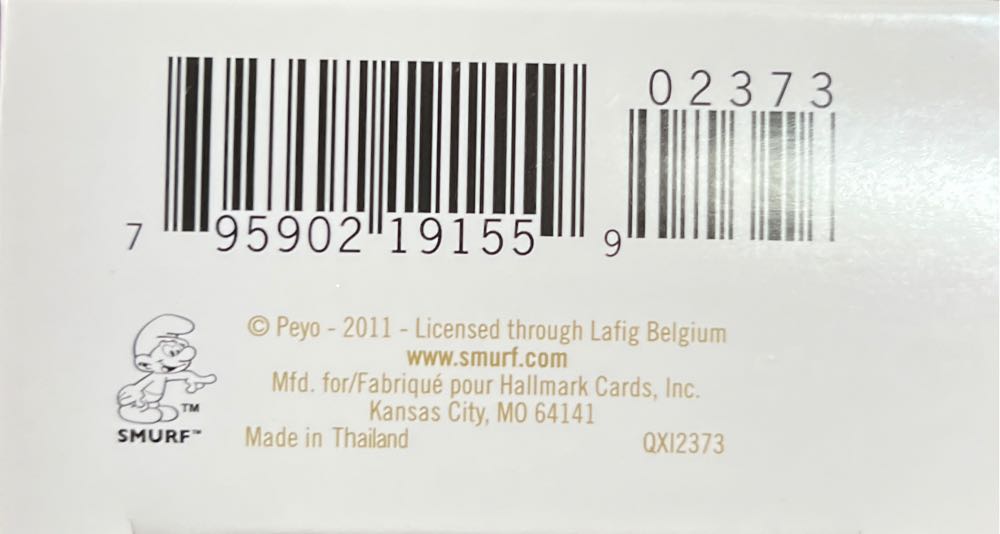 02373
7 95902 19155 9
© Peyo - 2011 - Licensed through Lafig Belgium
www.smurf.com
Mfd. for/Fabriqué pour Hallmark Cards, Inc.
Kansas City, MO 64141
TM
SMURF™
Made in Thailand QXI2373